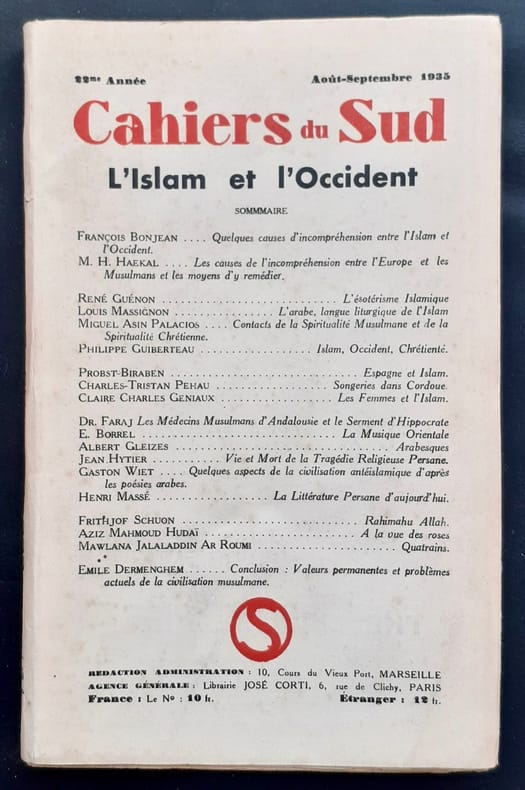 22me Année Août-Septembre 1935
Cahiers du Sud
L'Islam et l'Occident
SOMMMAIRE
FRANÇOIS BONJEAN .... Quelques causes d'incompréhension entre l'Islam et
l'Occident.
M. H. HAEKAL .... Les causes de l'incompréhension entre l'Europe et les
Musulmans et les moyens d'y remédier.
RENÉ GUÉNON ............................ L'ésotérisme Islamique
LOUIS MASSIGNON ............... L'arabe, langue liturgique de l'Islam
MIGUEL ASIN PALACIOS .... Contacts de la Spiritualité Musulmane et de la
Spiritualité Chrétienne.
PHILIPPE GUIBERTEAU ................. Islam, Occident, Chrétienté.
PROBST-BIRABEN ............................ Espagne et Islam.
CHARLES-TRISTAN PEHAU ................. Songeries dans Cordoue.
CLAIRE CHARLES GENIAUX ................. Les Femmes et l'Islam.
DR. FARAJ Les Médecins Musulmans d'Andalousie et le Serment d'Hippocrate
E. BORREL .............................. La Musique Orientale
ALBERT GLEIZES .................................. Arabesques
JEAN HYTIER ........... Vie et Mort de la Tragédie Religieuse Persane.
GASTON WIET .... Quelques aspects de la civilisation antéislamique d'après
les poésies arabes.
HENRI MASSÉ .................. La Littérature Persane d'aujourd'hui.
FRITHJOF SCHUON ............................ Rahimahu Allah.
AZIZ MAHMOUD HUDAÏ ......................... A la vue des roses
MAWLANA JALALADDIN AR ROUMI ...................... Quatrains.
EMILE DERMENGHEM ...... Conclusion : Valeurs permanentes et problèmes
actuels de la civilisation musulmane.
S
REDACTION ADMINISTRATION : 10, Cours du Vieux Port, MARSEILLE
AGENCE GÉNÉRALE : Librairie JOSÉ CORTI, 6, rue de Clichy, PARIS
France : Le No : 10 fr. Étranger : 12 fr.